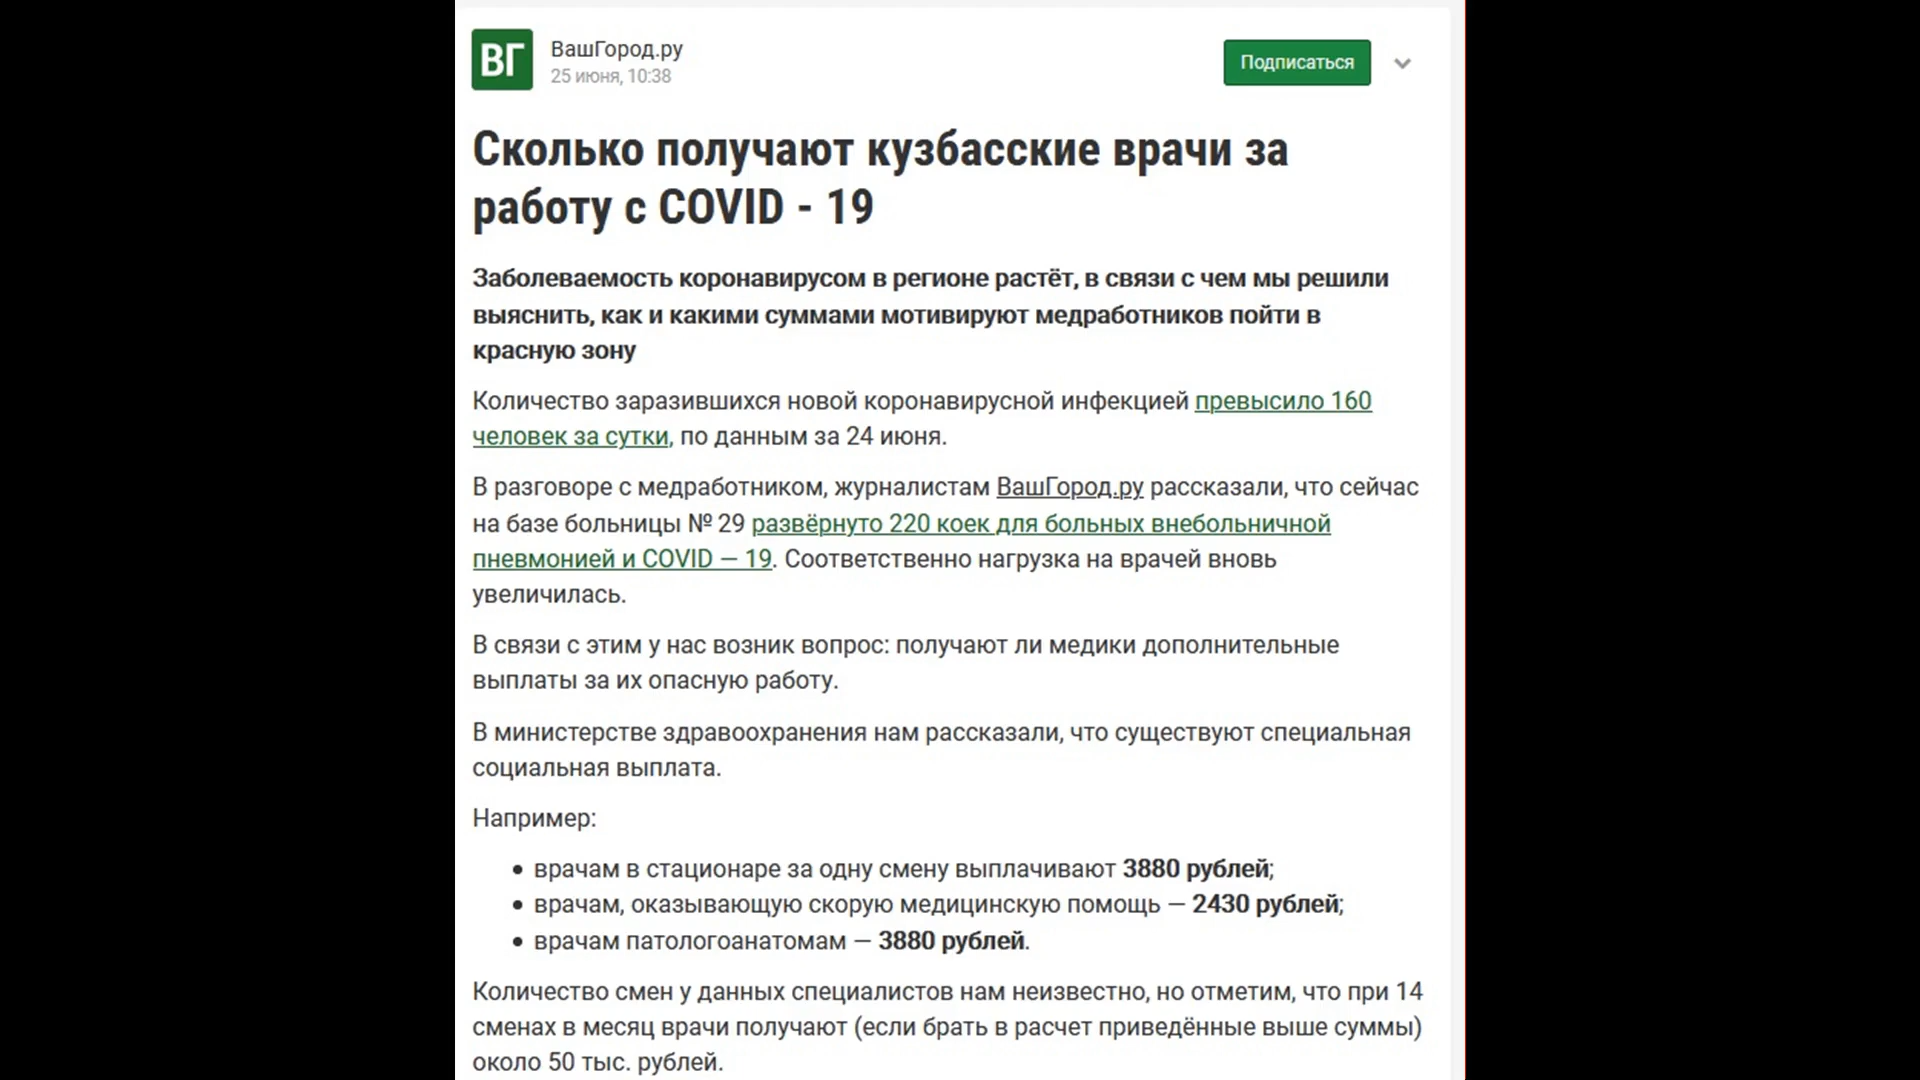 ВГ
ВашГород.ру
25 июня, 10:38
Подписаться
Сколько получают кузбасские врачи за
работу с COVID - 19
Заболеваемость коронавирусом в регионе растёт, в связи с чем мы решили
выяснить, как и какими суммами мотивируют медработников пойти в
красную зону
Количество заразившихся новой коронавирусной инфекцией превысило 160
человек за сутки, по данным за 24 июня.
В разговоре с медработником, журналистам ВашГород.ру рассказали, что сейчас
на базе больницы № 29 развёрнуто 220 коек для больных внебольничной
пневмонией и COVID — 19. Соответственно нагрузка на врачей вновь
увеличилась.
В связи с этим у нас возник вопрос: получают ли медики дополнительные
выплаты за их опасную работу.
В министерстве здравоохранения нам рассказали, что существуют специальная
социальная выплата.
Например:
• врачам в стационаре за одну смену выплачивают 3880 рублей;
• врачам, оказывающую скорую медицинскую помощь — 2430 рублей;
• врачам патологоанатомам — 3880 рублей.
Количество смен у данных специалистов нам неизвестно, но отметим, что при 14
сменах в месяц врачи получают (если брать в расчет приведённые выше суммы)
около 50 тыс. рублей.